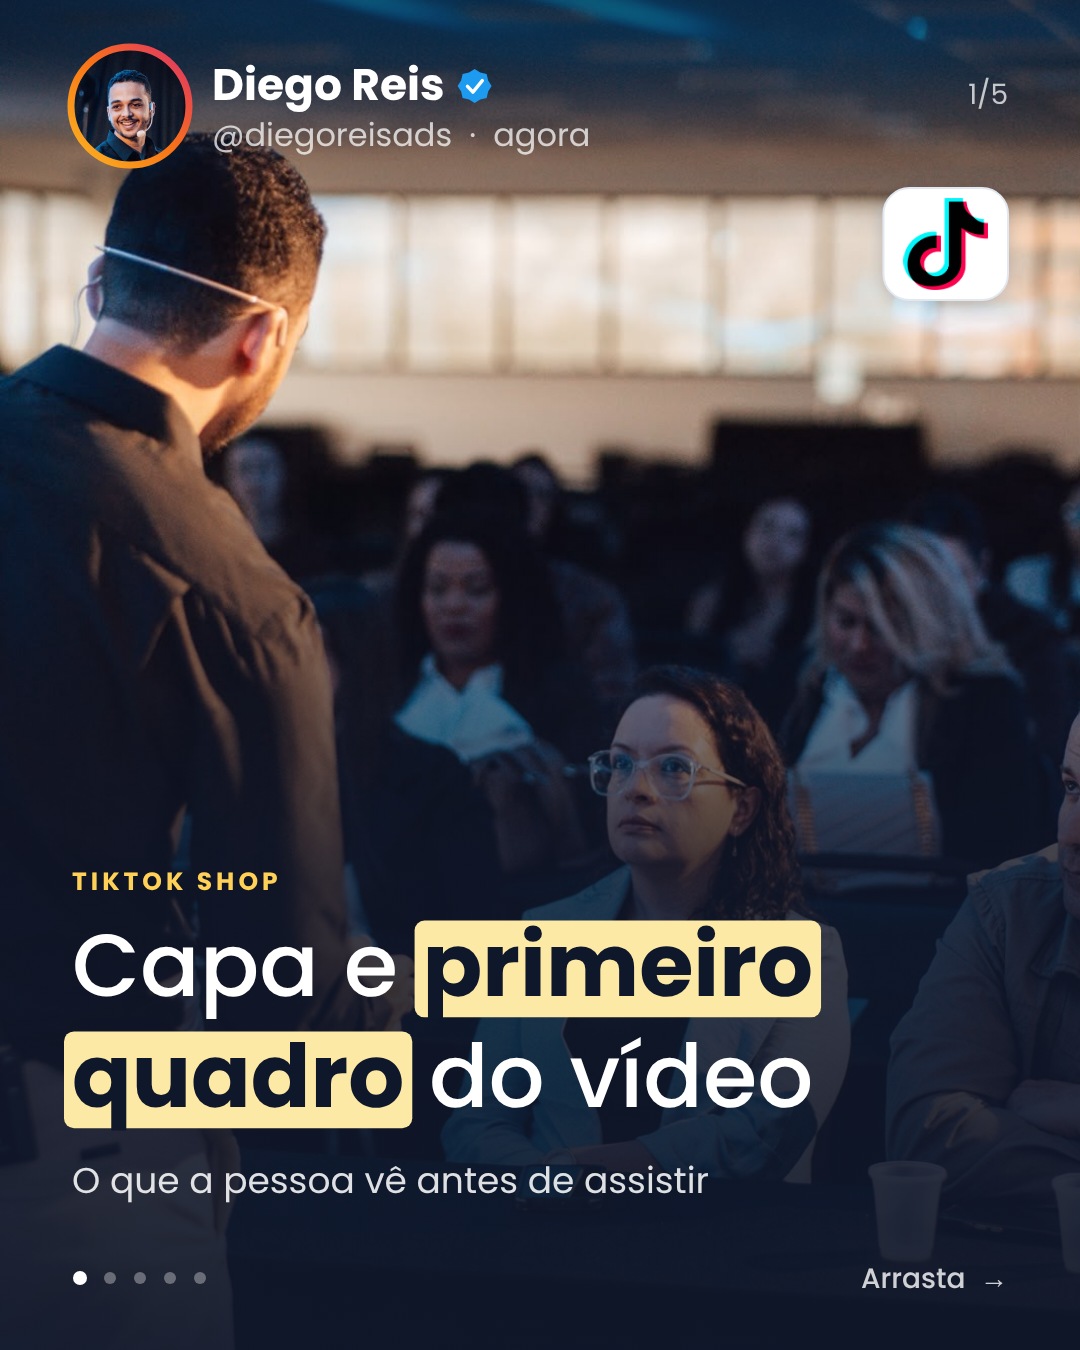 Diego Reis
@diegoreisads · agora
1/5
TIKTOK SHOP
Capa e primeiro
quadro do vídeo
O que a pessoa vê antes de assistir
Arrasta →